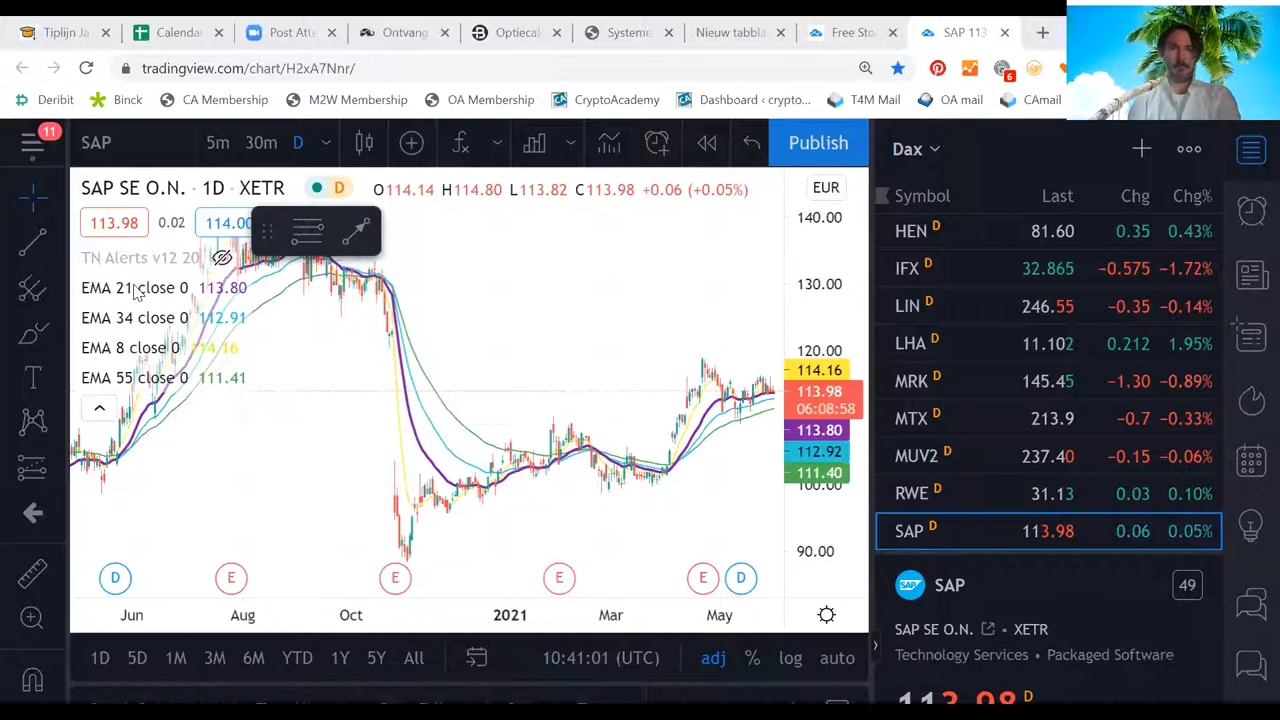 Tiplijn Ja
Calenda
Post Atte
Ontvang
Optiecale
Systeme
Nieuw tabbla
Free Sto
SAP 113
tradingview.com/chart/H2xA7Nnr/
6
Deribit
Binck
CA Membership
M2W Membership
OA Membership
CryptoAcademy
Dashboard ‹ crypto...
T4M Mail
OA mail
CAmail
11
SAP
5m
30m
D
Publish
Dax
SAP SE O.N. · 1D · XETR
D
O114.14 H114.80 L113.82 C113.98 +0.06 (+0.05%)
EUR
113.98
0.02
114.00
TN Alerts v12 20
EMA 21 close 0 113.80
EMA 34 close 0 112.91
EMA 8 close 0 114.16
EMA 55 close 0 111.41
140.00
130.00
120.00
114.16
113.98
06:08:58
113.80
112.92
111.40
100.00
90.00
D
E
E
E
E
D
Jun
Aug
Oct
2021
Mar
May
1D
5D
1M
3M
6M
YTD
1Y
5Y
All
10:41:01 (UTC)
adj
%
log
auto
Symbol Last Chg Chg%
HEN D 81.60 0.35 0.43%
IFX D 32.865 −0.575 −1.72%
LIN D 246.55 −0.35 −0.14%
LHA D 11.102 0.212 1.95%
MRK D 145.45 −1.30 −0.89%
MTX D 213.9 −0.7 −0.33%
MUV2 D 237.40 −0.15 −0.06%
RWE D 31.13 0.03 0.10%
SAP D 113.98 0.06 0.05%
SAP
SAP
49
SAP SE O.N. • XETR
Technology Services • Packaged Software
113.98 D